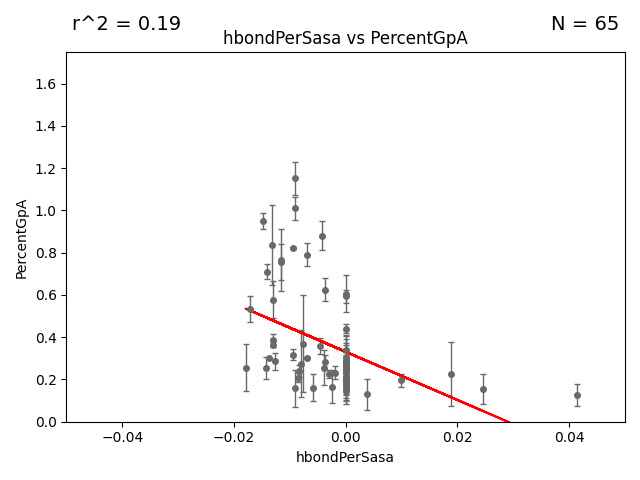 r^2 = 0.19
N = 65
hbondPerSasa vs PercentGpA
PercentGpA
1.6
1.4
1.2
1.0
0.8
0.6
0.4
0.2
0.0
−0.04 −0.02 0.00 0.02 0.04
hbondPerSasa